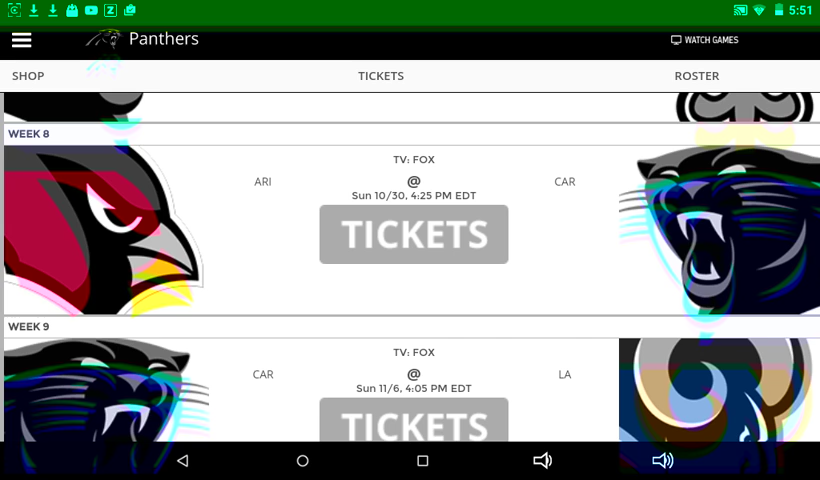 5:51
Panthers
WATCH GAMES
SHOP TICKETS ROSTER
WEEK 8
TV: FOX
ARI @ CAR
Sun 10/30, 4:25 PM EDT
TICKETS
WEEK 9
TV: FOX
CAR @ LA
Sun 11/6, 4:05 PM EDT
TICKETS